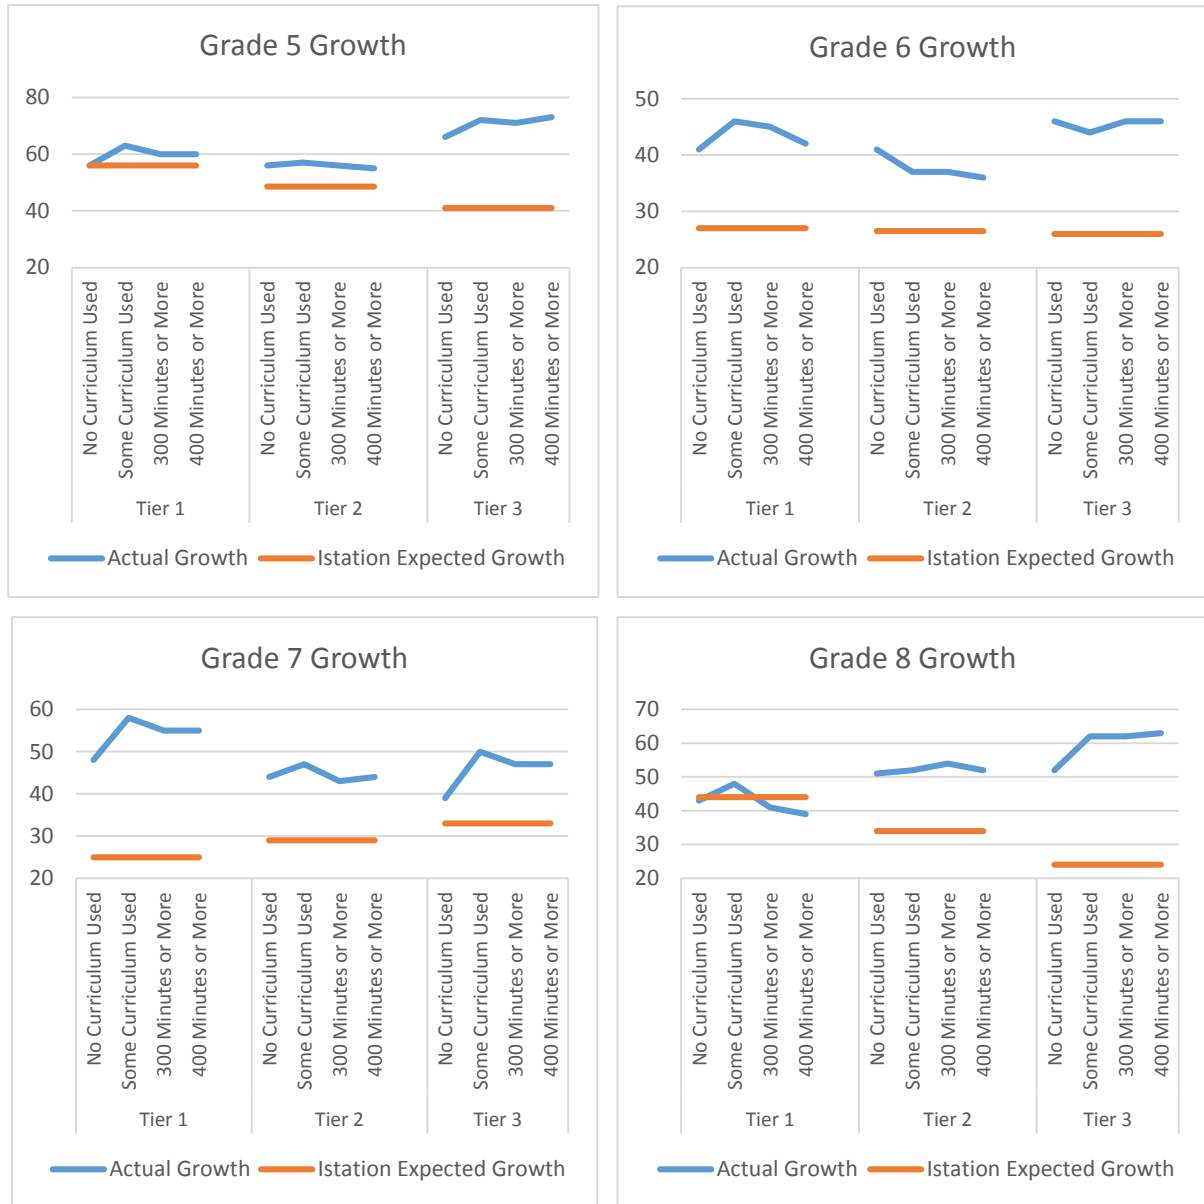 Grade 5 Growth
80
60
40
20
No Curriculum Used
Some Curriculum Used
300 Minutes or More
400 Minutes or More
No Curriculum Used
Some Curriculum Used
300 Minutes or More
400 Minutes or More
No Curriculum Used
Some Curriculum Used
300 Minutes or More
400 Minutes or More
Tier 1 Tier 2 Tier 3
Actual Growth Istation Expected Growth
Grade 6 Growth
50
40
30
20
No Curriculum Used
Some Curriculum Used
300 Minutes or More
400 Minutes or More
No Curriculum Used
Some Curriculum Used
300 Minutes or More
400 Minutes or More
No Curriculum Used
Some Curriculum Used
300 Minutes or More
400 Minutes or More
Tier 1 Tier 2 Tier 3
Actual Growth Istation Expected Growth
Grade 7 Growth
60
50
40
30
20
No Curriculum Used
Some Curriculum Used
300 Minutes or More
400 Minutes or More
No Curriculum Used
Some Curriculum Used
300 Minutes or More
400 Minutes or More
No Curriculum Used
Some Curriculum Used
300 Minutes or More
400 Minutes or More
Tier 1 Tier 2 Tier 3
Actual Growth Istation Expected Growth
Grade 8 Growth
70
60
50
40
30
20
No Curriculum Used
Some Curriculum Used
300 Minutes or More
400 Minutes or More
No Curriculum Used
Some Curriculum Used
300 Minutes or More
400 Minutes or More
No Curriculum Used
Some Curriculum Used
300 Minutes or More
400 Minutes or More
Tier 1 Tier 2 Tier 3
Actual Growth Istation Expected Growth